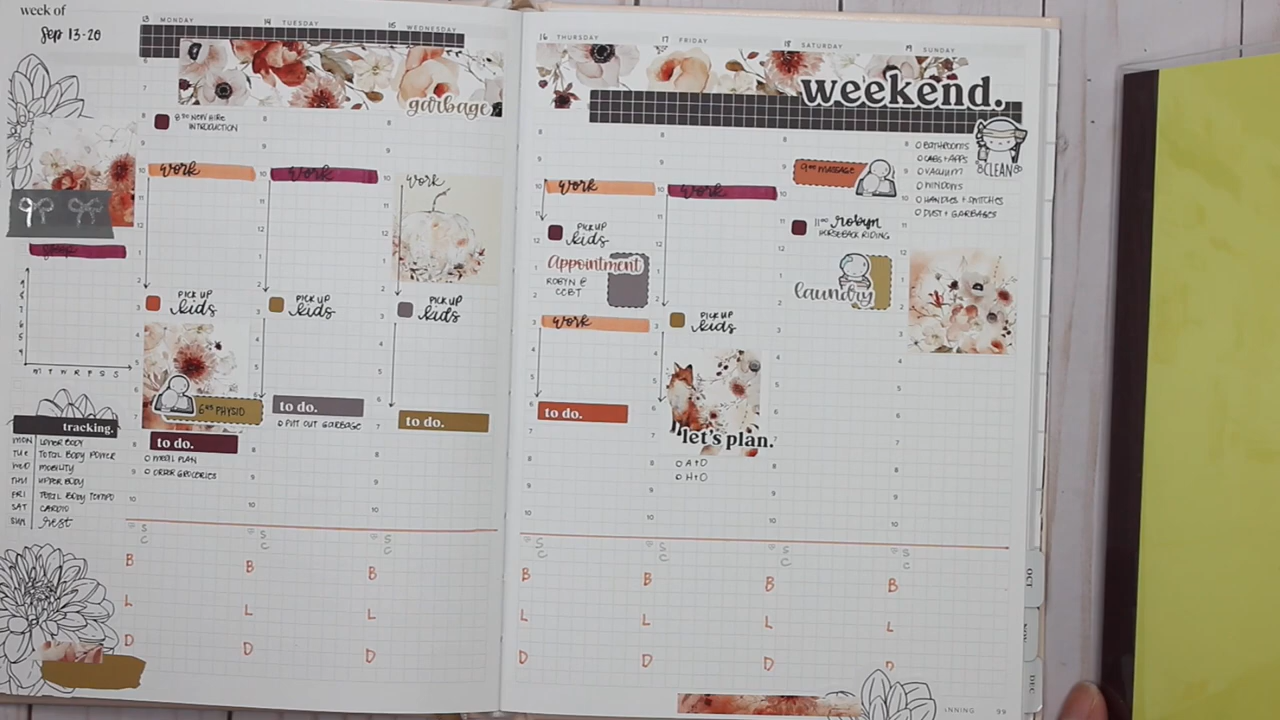 week of
Sep 13-20
13 MONDAY
14 TUESDAY
15 WEDNESDAY
garbage
8:00 NEW HIRE
INTRODUCTION
work
work
work
PICK UP
kids
PICK UP
kids
PICK UP
kids
6:45 PHYSIO
to do.
○ MEAL PLAN
○ ORDER GROCERIES
to do.
○ PUT OUT GARBAGE
to do.
M T W R F S S
tracking.
MON LOWER BODY
TUE TOTAL BODY POWER
WED MOBILITY
THU UPPER BODY
FRI TOTAL BODY TEMPO
SAT CARDIO
SUN rest
S
C
S
C
S
C
B
B
B
L
L
L
D
D
D
16 THURSDAY
17 FRIDAY
18 SATURDAY
19 SUNDAY
weekend.
work
work
PICK UP
kids
Appointment
ROBYN @
CCBT
work
to do.
PICK UP
kids
let's plan.
○ A+O
○ H+O
9:00 MASSAGE
11:00 robyn
HORSEBACK RIDING
laundry
CLEAN
○ BATHROOMS
○ CABS + APPS
○ VACUUM
○ WINDOWS
○ HANDLES + SWITCHES
○ DUST + GARBAGES
S
C
S
C
S
C
S
C
B
B
B
B
L
L
L
L
D
D
D
D
OCT
DEC
99